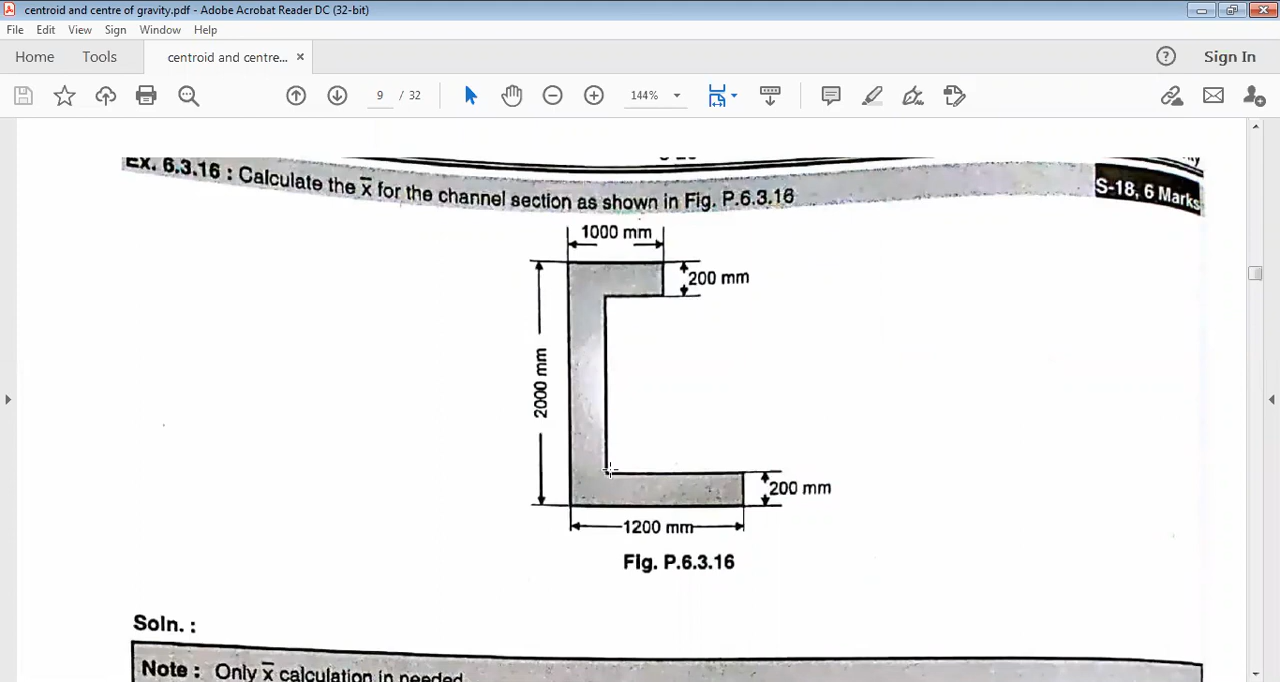 centroid and centre of gravity.pdf - Adobe Acrobat Reader DC (32-bit)
File Edit View Sign Window Help
Home Tools centroid and centre... × Sign In
9 / 32 144%
Ex. 6.3.16 : Calculate the x̅ for the channel section as shown in Fig. P.6.3.16
S-18, 6 Marks
1000 mm
200 mm
2000 mm
200 mm
1200 mm
Fig. P.6.3.16
Soln. :
Note : Only x̅ calculation in needed